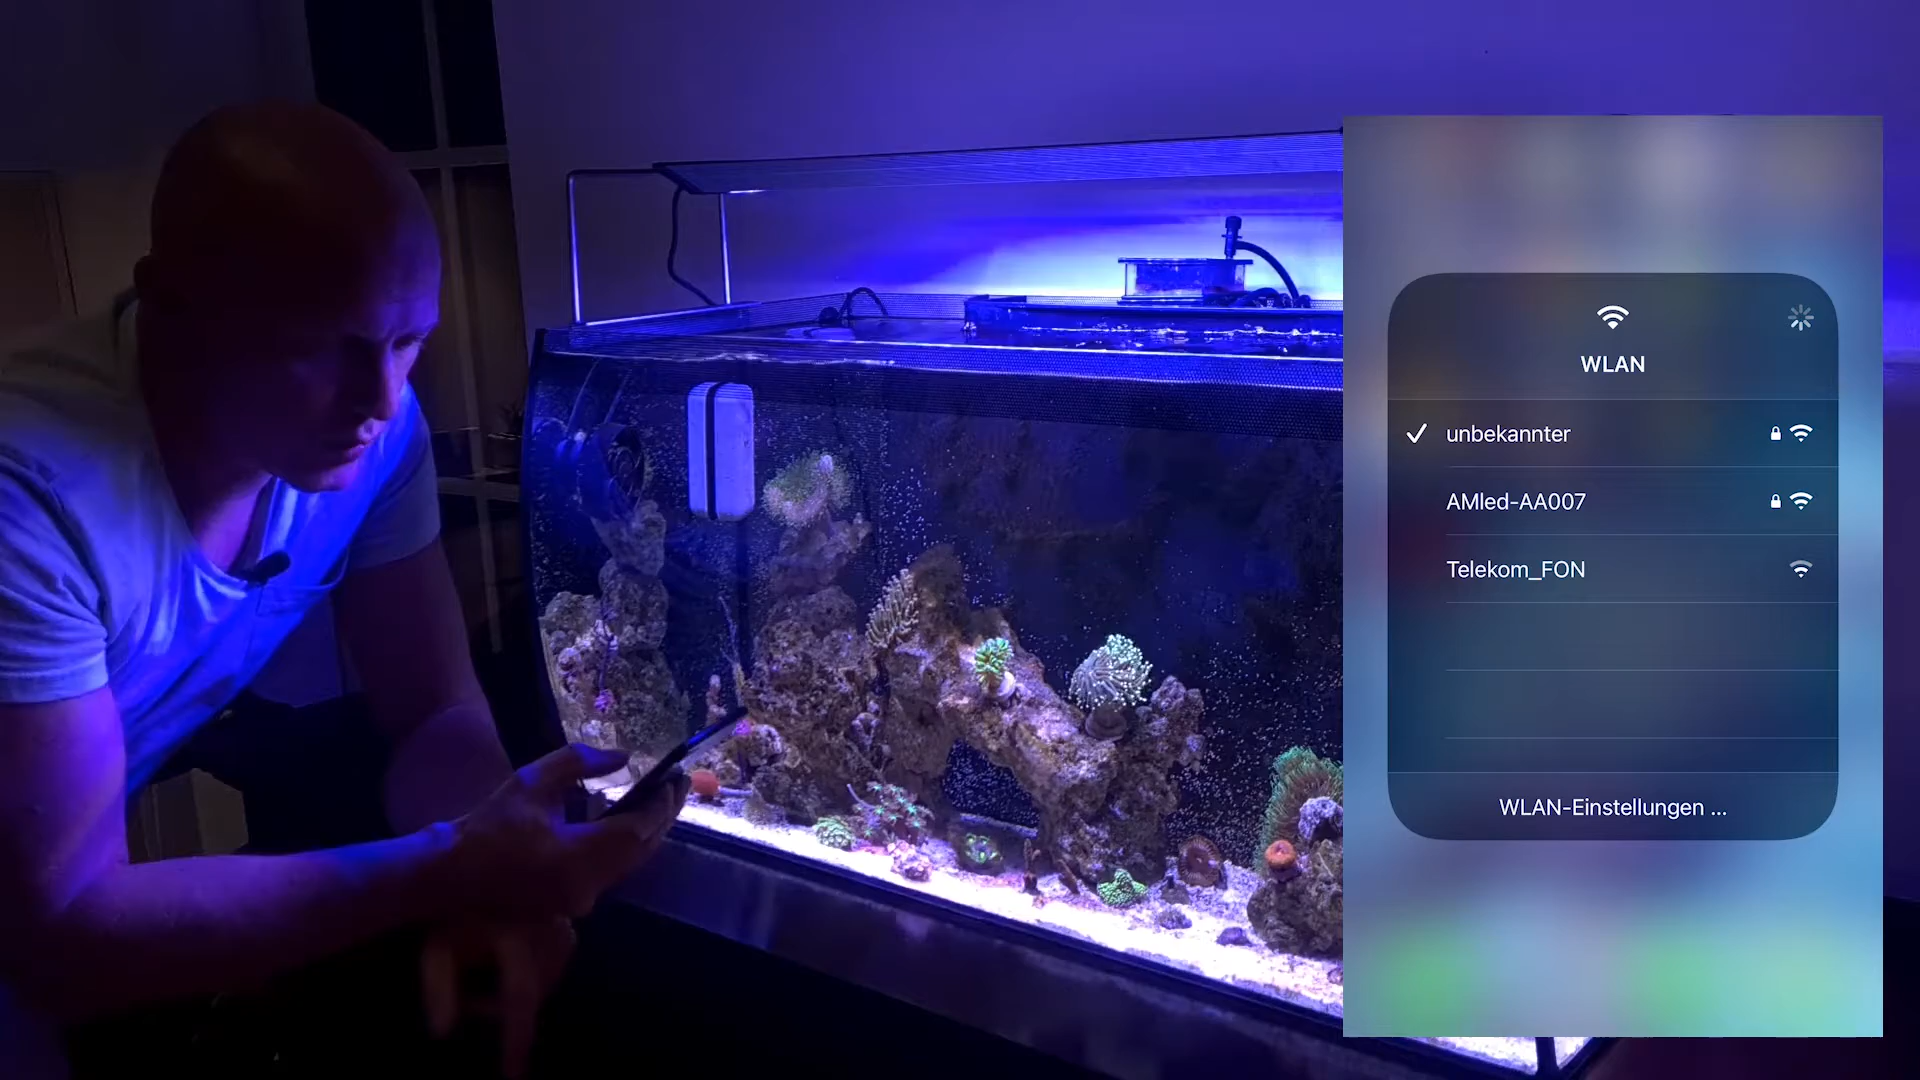 WLAN
unbekannter
AMled-AA007
Telekom_FON
WLAN-Einstellungen ...